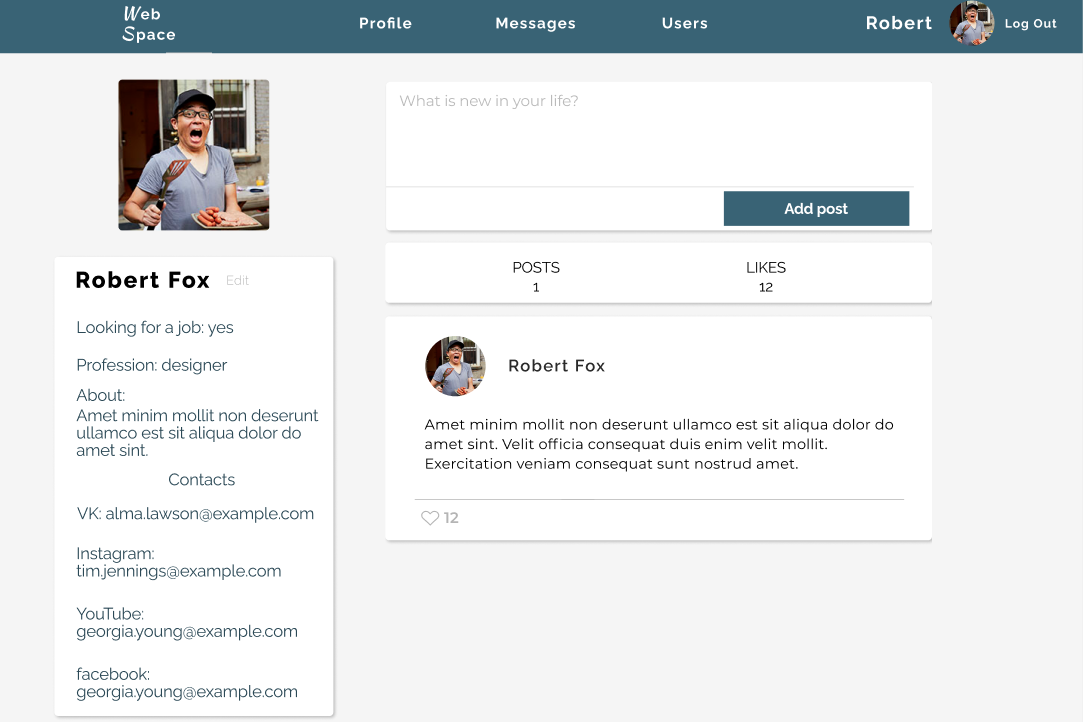 Web
Space
Profile
Messages
Users
Robert
Log Out
What is new in your life?
Add post
POSTS
1
LIKES
12
Robert Fox
Edit
Looking for a job: yes
Profession: designer
About:
Amet minim mollit non deserunt
ullamco est sit aliqua dolor do
amet sint.
Contacts
VK: alma.lawson@example.com
Instagram:
tim.jennings@example.com
YouTube:
georgia.young@example.com
facebook:
georgia.young@example.com
Robert Fox
Amet minim mollit non deserunt ullamco est sit aliqua dolor do
amet sint. Velit officia consequat duis enim velit mollit.
Exercitation veniam consequat sunt nostrud amet.
12